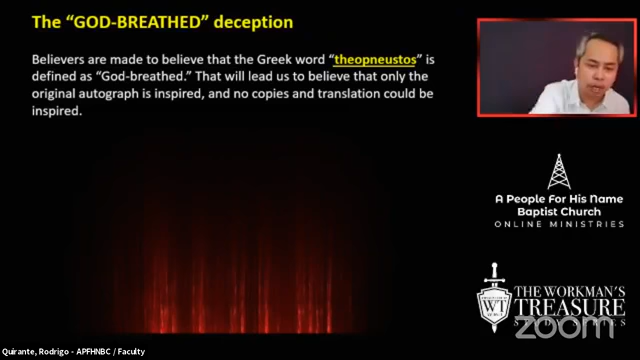 The “GOD-BREATHED” deception
Believers are made to believe that the Greek word “theopneustos” is
defined as “God-breathed.” That will lead us to believe that only the
original autograph is inspired, and no copies and translation could be
inspired.
A People For His Name
Baptist Church
ONLINE MINISTRIES
WT
THE WORKMAN'S
TREASURE
zoom
Quirante, Rodrigo - APFHNBC / Faculty